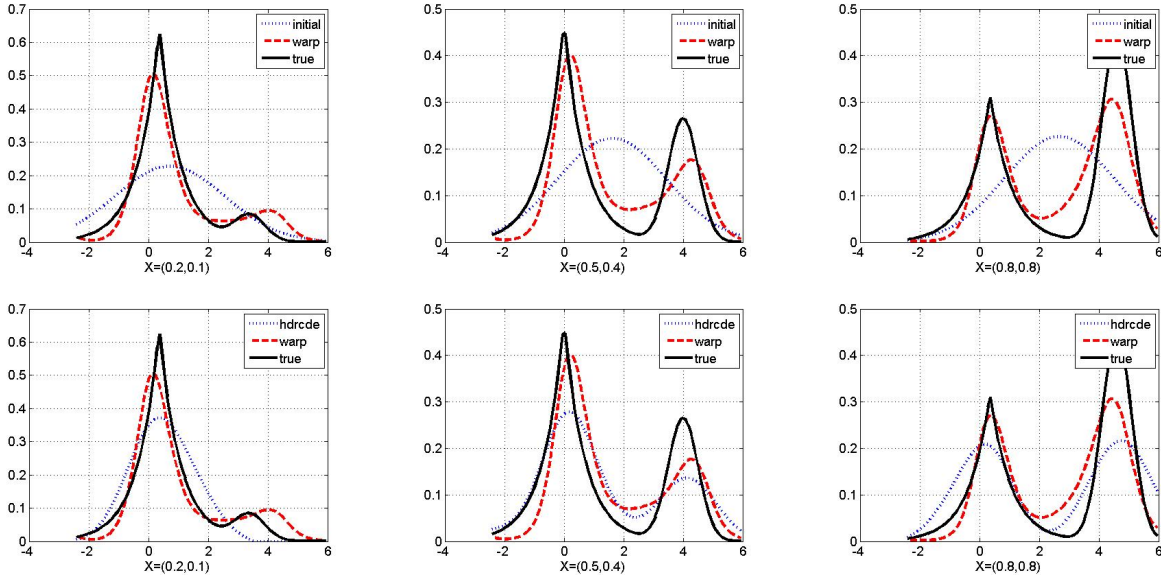 0.7
0.6
0.5
0.4
0.3
0.2
0.1
0
-4 -2 0 2 4 6
X=(0.2,0.1)
initial
warp
true
0.5
0.4
0.3
0.2
0.1
0
-4 -2 0 2 4 6
X=(0.5,0.4)
initial
warp
true
0.5
0.4
0.3
0.2
0.1
0
-4 -2 0 2 4 6
X=(0.8,0.8)
initial
warp
true
0.7
0.6
0.5
0.4
0.3
0.2
0.1
0
-4 -2 0 2 4 6
X=(0.2,0.1)
hdrcde
warp
true
0.5
0.4
0.3
0.2
0.1
0
-4 -2 0 2 4 6
X=(0.5,0.4)
hdrcde
warp
true
0.5
0.4
0.3
0.2
0.1
0
-4 -2 0 2 4 6
X=(0.8,0.8)
hdrcde
warp
true